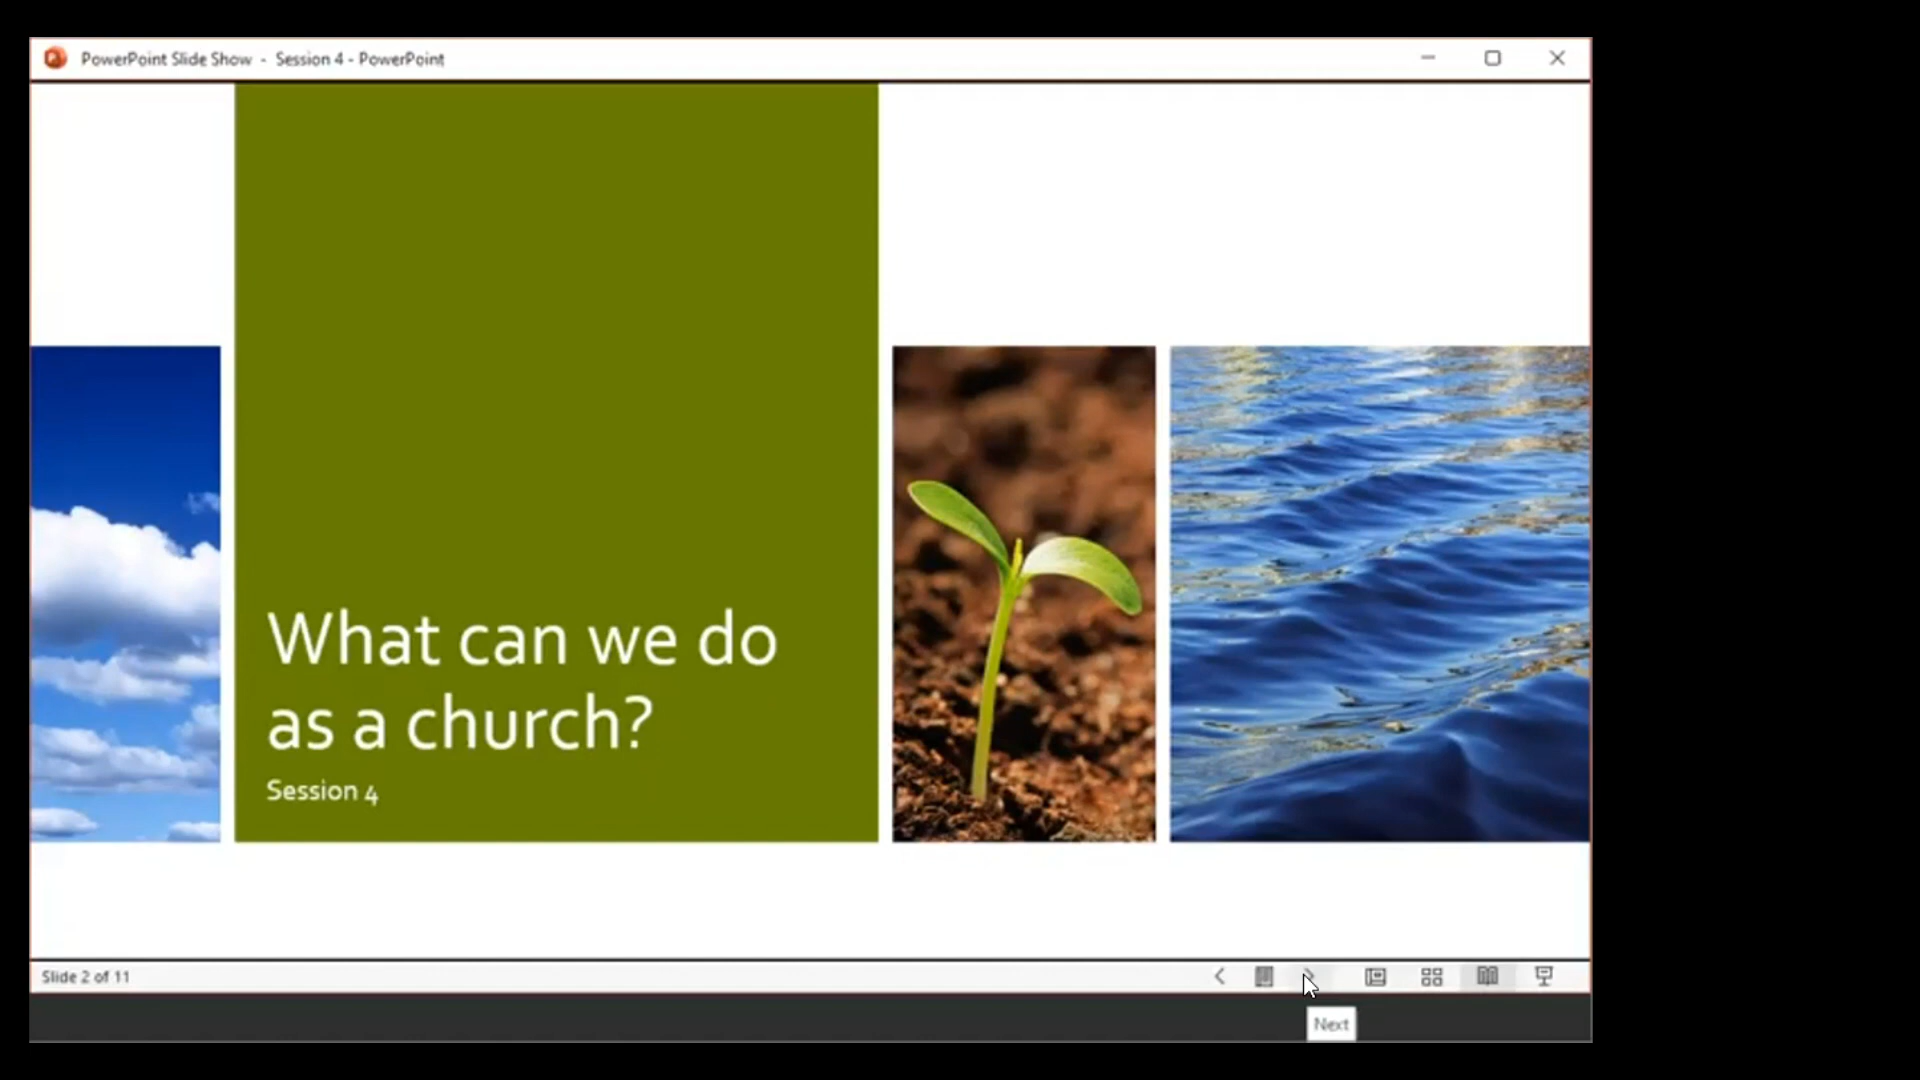 PowerPoint Slide Show - Session 4 - PowerPoint
What can we do
as a church?
Session 4
Slide 2 of 11
Next